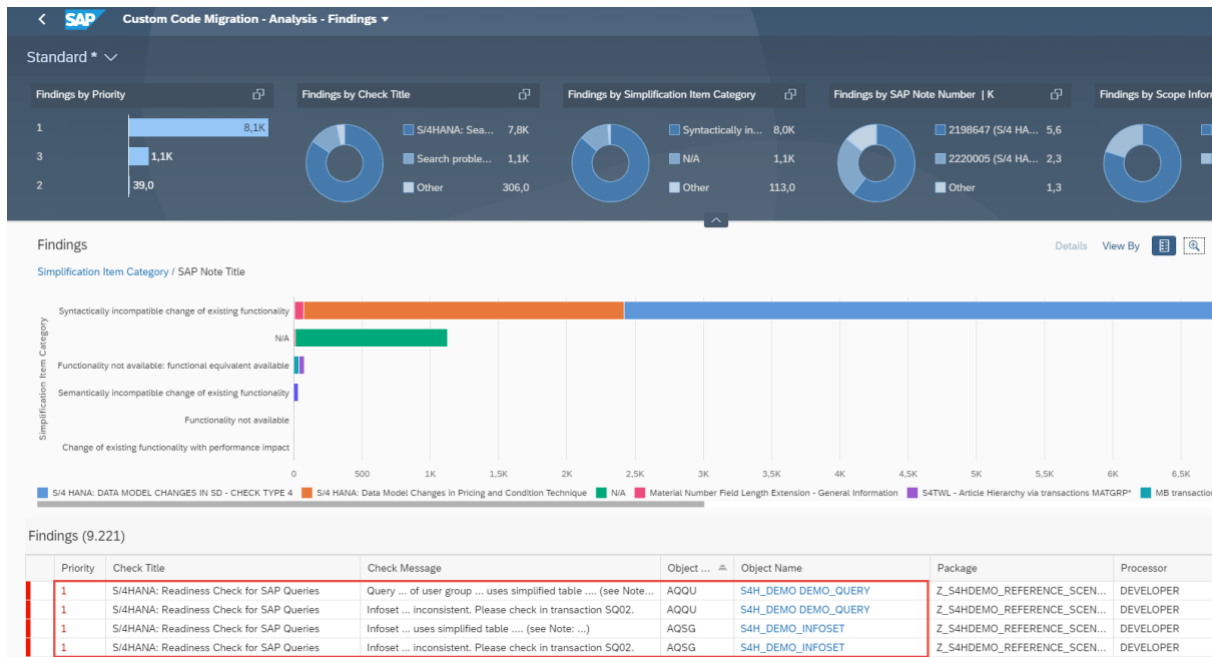 SAP Custom Code Migration - Analysis - Findings
Standard *
Findings by Priority
1 8,1K
3 1,1K
2 39,0
Findings by Check Title
S/4HANA: Sea... 7,8K
Search proble... 1,1K
Other 306,0
Findings by Simplification Item Category
Syntactically in... 8,0K
N/A 1,1K
Other 113,0
Findings by SAP Note Number | K
2198647 (S/4 HA... 5,6
2220005 (S/4 HA... 2,3
Other 1,3
Findings by Scope Infor
Findings
Details View By
Simplification Item Category / SAP Note Title
Simplification Item Category
Syntactically incompatible change of existing functionality
N/A
Functionality not available: functional equivalent available
Semantically incompatible change of existing functionality
Functionality not available
Change of existing functionality with performance impact
0 500 1K 1,5K 2K 2,5K 3K 3,5K 4K 4,5K 5K 5,5K 6K 6,5K
S/4 HANA: DATA MODEL CHANGES IN SD - CHECK TYPE 4 S/4 HANA: Data Model Changes in Pricing and Condition Technique N/A Material Number Field Length Extension - General Information S4TWL - Article Hierarchy via transactions MATGRP* MB transaction
Findings (9.221)
Priority Check Title Check Message Object ... Object Name Package Processor
1 S/4HANA: Readiness Check for SAP Queries Query ... of user group ... uses simplified table .... (see Note... AQQU S4H_DEMO DEMO_QUERY Z_S4HDEMO_REFERENCE_SCEN... DEVELOPER
1 S/4HANA: Readiness Check for SAP Queries Infoset ... inconsistent. Please check in transaction SQ02. AQQU S4H_DEMO DEMO_QUERY Z_S4HDEMO_REFERENCE_SCEN... DEVELOPER
1 S/4HANA: Readiness Check for SAP Queries Infoset ... uses simplified table .... (see Note: ...) AQSG S4H_DEMO_INFOSET Z_S4HDEMO_REFERENCE_SCEN... DEVELOPER
1 S/4HANA: Readiness Check for SAP Queries Infoset ... inconsistent. Please check in transaction SQ02. AQSG S4H_DEMO_INFOSET Z_S4HDEMO_REFERENCE_SCEN... DEVELOPER